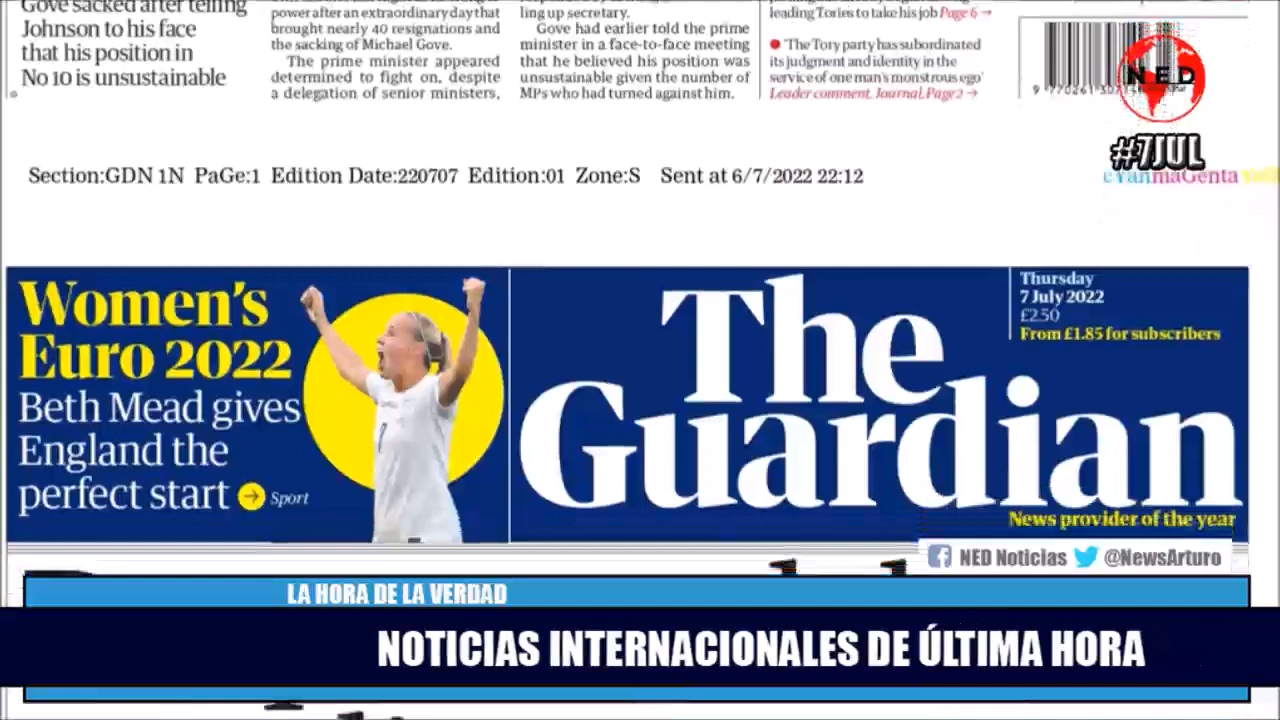 Gove sacked after telling
Johnson to his face
that his position in
No 10 is unsustainable
power after an extraordinary day that
brought nearly 40 resignations and
the sacking of Michael Gove.
The prime minister appeared
determined to fight on, despite
a delegation of senior ministers,
ling up secretary.
Gove had earlier told the prime
minister in a face-to-face meeting
that he believed his position was
unsustainable given the number of
MPs who had turned against him.
leading Tories to take his job Page 6 →
● 'The Tory party has subordinated
its judgment and identity in the
service of one man's monstrous ego'
Leader comment, Journal, Page 2 →
NED
#7JUL
Section:GDN 1N PaGe:1 Edition Date:220707 Edition:01 Zone:S Sent at 6/7/2022 22:12
cYanmaGenta
Women's
Euro 2022
Beth Mead gives
England the
perfect start → Sport
The
Guardian
Thursday
7 July 2022
£2.50
From £1.85 for subscribers
News provider of the year
NED Noticias @NewsArturo
LA HORA DE LA VERDAD
NOTICIAS INTERNACIONALES DE ÚLTIMA HORA